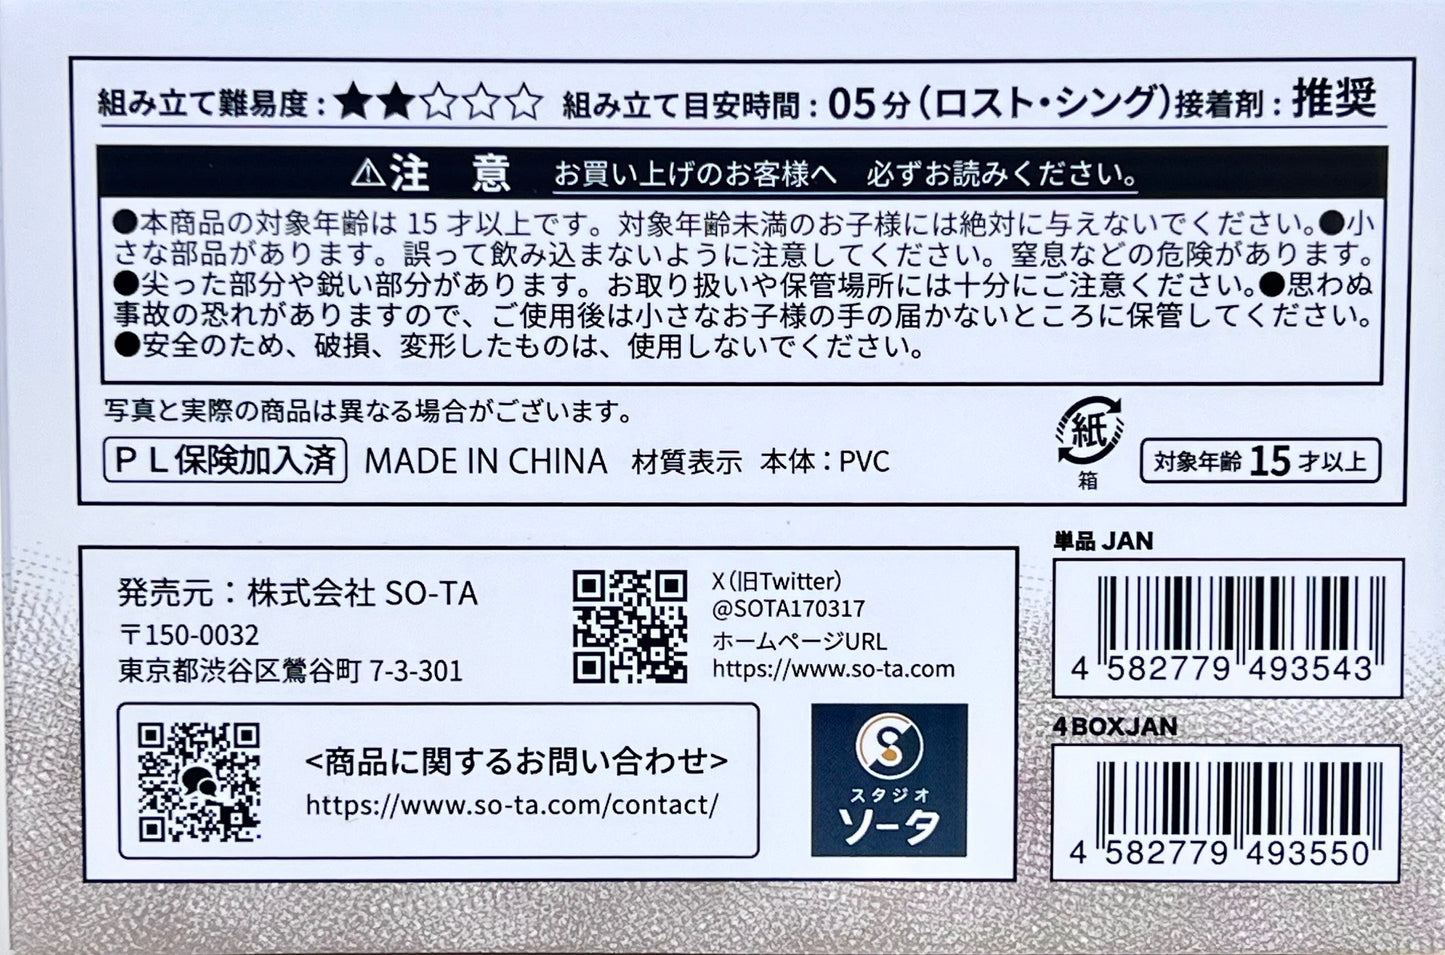 組み立て難易度：★★☆☆☆ 組み立て目安時間：05分（ロスト・シング）接着剤：推奨
⚠注 意 お買い上げのお客様へ 必ずお読みください。
●本商品の対象年齢は 15 才以上です。対象年齢未満のお子様には絶対に与えないでください。●小
さな部品があります。誤って飲み込まないように注意してください。窒息などの危険があります。
●尖った部分や鋭い部分があります。お取り扱いや保管場所には十分にご注意ください。●思わぬ
事故の恐れがありますので、ご使用後は小さなお子様の手の届かないところに保管してください。
●安全のため、破損、変形したものは、使用しないでください。
写真と実際の商品は異なる場合がございます。
ＰＬ保険加入済 MADE IN CHINA 材質表示 本体：PVC
紙
箱
対象年齢 15 才以上
発売元：株式会社 SO-TA
〒150-0032
東京都渋谷区鶯谷町 7-3-301
X（旧Twitter）
@SOTA170317
ホームページURL
https://www.so-ta.com
<商品に関するお問い合わせ>
https://www.so-ta.com/contact/
スタジオ
ソータ
単品 JAN
4 582779 493543
4BOXJAN
4 582779 493550